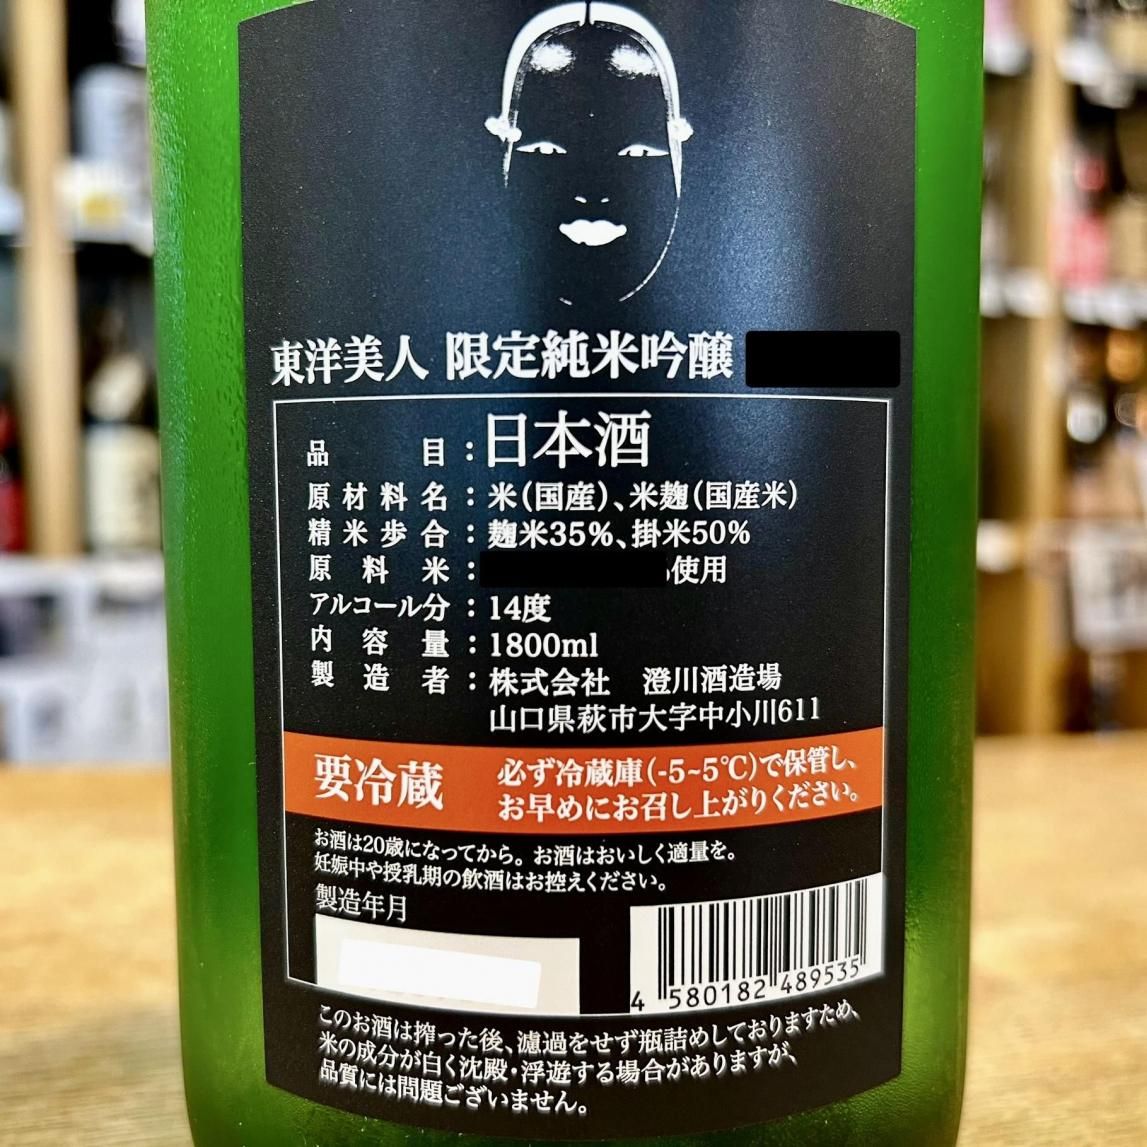 東洋美人 限定純米吟醸
品目：日本酒
原材料名：米（国産）、米麹（国産米）
精米歩合：麹米35%、掛米50%
原料米：使用
アルコール分：14度
内容量：1800ml
製造者：株式会社 澄川酒造場
山口県萩市大字中小川611
要冷蔵
必ず冷蔵庫(-5~5℃)で保管し、
お早めにお召し上がりください。
お酒は20歳になってから。お酒はおいしく適量を。
妊娠中や授乳期の飲酒はお控えください。
製造年月
4 580182 489535
このお酒は搾った後、濾過をせず瓶詰めしておりますため、
米の成分が白く沈殿・浮遊する場合がありますが、
品質には問題ございません。